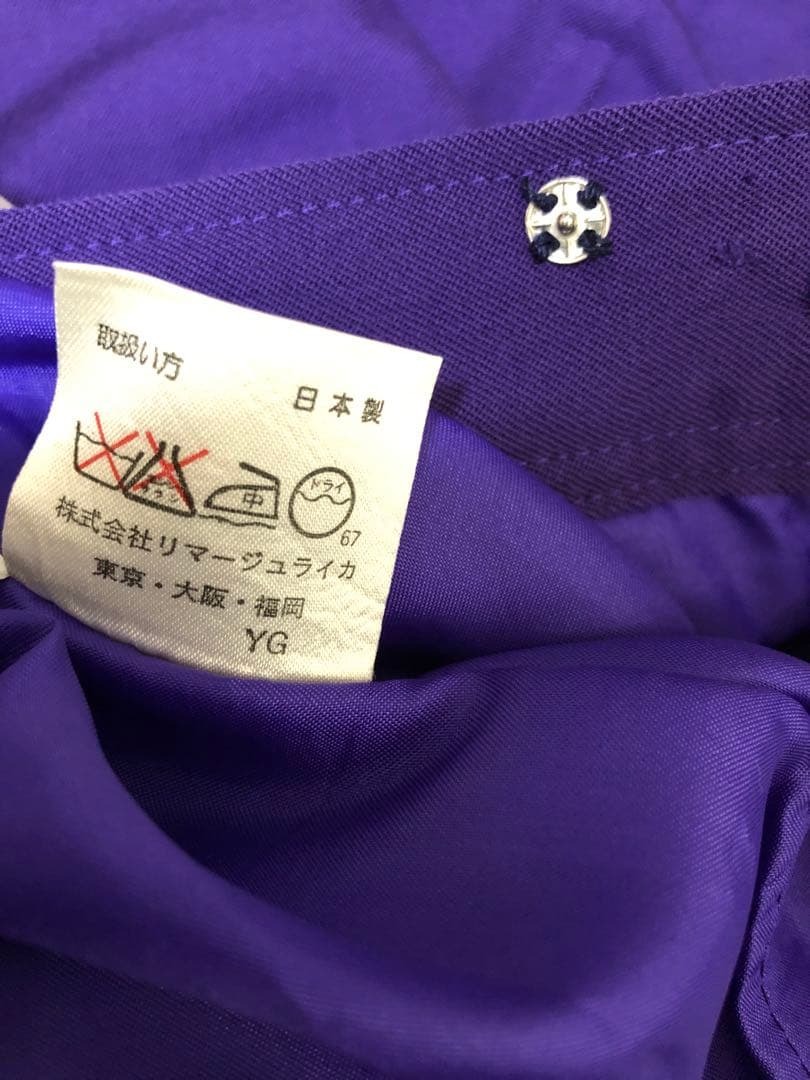 取扱い方
日本製
中
ドライ
67
株式会社リマージュライカ
東京・大阪・福岡
YG